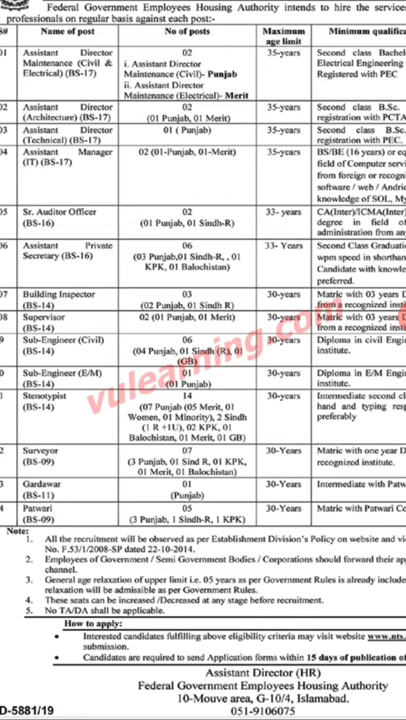 Federal Government Employees Housing Authority intends to hire the services
professionals on regular basis against each post:-
S# Name of post No of posts Maximum age limit Minimum qualifica
01 Assistant Director Maintenance (Civil & Electrical) (BS-17) 02 i. Assistant Director Maintenance (Civil)- Punjab ii. Assistant Director Maintenance (Electrical)- Merit 35-years Second class Bachel Electrical Engineering Registered with PEC
02 Assistant Director (Architecture) (BS-17) 02 (01 Punjab, 01 Merit) 35-years Second class B.Sc. registration with PCTA
03 Assistant Director (Technical) (BS-17) 01 ( Punjab) 35-years Second class B.Sc. registration with PEC.
04 Assistant Manager (IT) (BS-17) 02 (01-Punjab, 01-Merit) 35-years BS/BE (16 years) or eq field of Computer servic from foreign or recogni software / web / Andri knowledge of SOL, My
05 Sr. Auditor Officer (BS-16) 02 (01 Punjab, 01 Sindh-R) 33- years CA(Inter)/ICMA(Inter) degree in field of administration from any
06 Assistant Private Secretary (BS-16) 06 (03 Punjab,01 Sindh-R, , 01 KPK, 01 Balochistan) 33- Years Second Class Graduati wpm speed in shorthan Candidate with knowle preferred.
07 Building Inspector (BS-14) 03 (02 Punjab, 01 Sindh R) 30-years Matric with 03 years D from a recognized insti
08 Supervisor (BS-14) 02 (01 Punjab, 01 Merit) 30-years Matric with 03 years from a recognized instit
9 Sub-Engineer (Civil) (BS-14) 06 (04 Punjab, 01 Sindh (R), 01 GB) 30-years Diploma in civil Engin institute.
0 Sub-Engineer (E/M) (BS-14) 01 (01 Punjab) 30-years Diploma in E/M Engin institute.
1 Stenotypist (BS-14) 14 (07 Punjab (05 Merit, 01 Women, 01 Minority), 2 Sindh (1 R +1U), 02 KPK, 01 Balochistan, 01 Merit, 01 GB) 30-years Intermediate second cl hand and typing resp preferably
2 Surveyor (BS-09) 07 (3 Punjab, 01 Sind R, 01 KPK, 01 Merit, 01 Balochistan) 30-Years Matric with one year D recognized institute.
3 Gardawar (BS-11) 01 (Punjab) 30-Years Intermediate with Patw
4 Patwari (BS-09) 05 (3 Punjab, 1 Sindh-R, 1 KPK) 30-Years Matric with Patwari Co
Note:
1. All the recruitment will be observed as per Establishment Division's Policy on website and vi
No. F.53/1/2008-SP dated 22-10-2014.
2. Employees of Government / Semi Government Bodies / Corporations should forward their app
channel.
3. General age relaxation of upper limit i.e. 05 years as per Government Rules is already include
relaxation will be admissible as per Government Rules.
4. These seats can be increased /Decreased at any stage before recruitment.
5. No TA/DA shall be applicable.
How to apply:
• Interested candidates fulfilling above eligibility criteria may visit website www.nts.
submission.
• Candidates are required to send Application forms within 15 days of publication of
Assistant Director (HR)
Federal Government Employees Housing Authority
10-Mouve area, G-10/4, Islamabad.
D-5881/19 051-9106075
vulearning.com